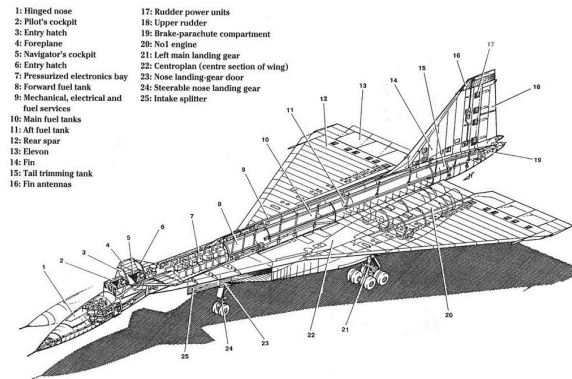 1: Hinged nose
2: Pilot's cockpit
3: Entry hatch
4: Foreplane
5: Navigator's cockpit
6: Entry hatch
7: Pressurized electronics bay
8: Forward fuel tank
9: Mechanical, electrical and
fuel services
10: Main fuel tanks
11: Aft fuel tank
12: Rear spar
13: Elevon
14: Fin
15: Tail trimming tank
16: Fin antennas
17: Rudder power units
18: Upper rudder
19: Brake-parachute compartment
20: No1 engine
21: Left main landing gear
22: Centroplan (centre section of wing)
23: Nose landing-gear door
24: Steerable nose landing gear
25: Intake splitter
16
17
15
14
13
12
18
11
10
19
9
8
7
6
5
4
3
2
1
20
21
22
23
24
25